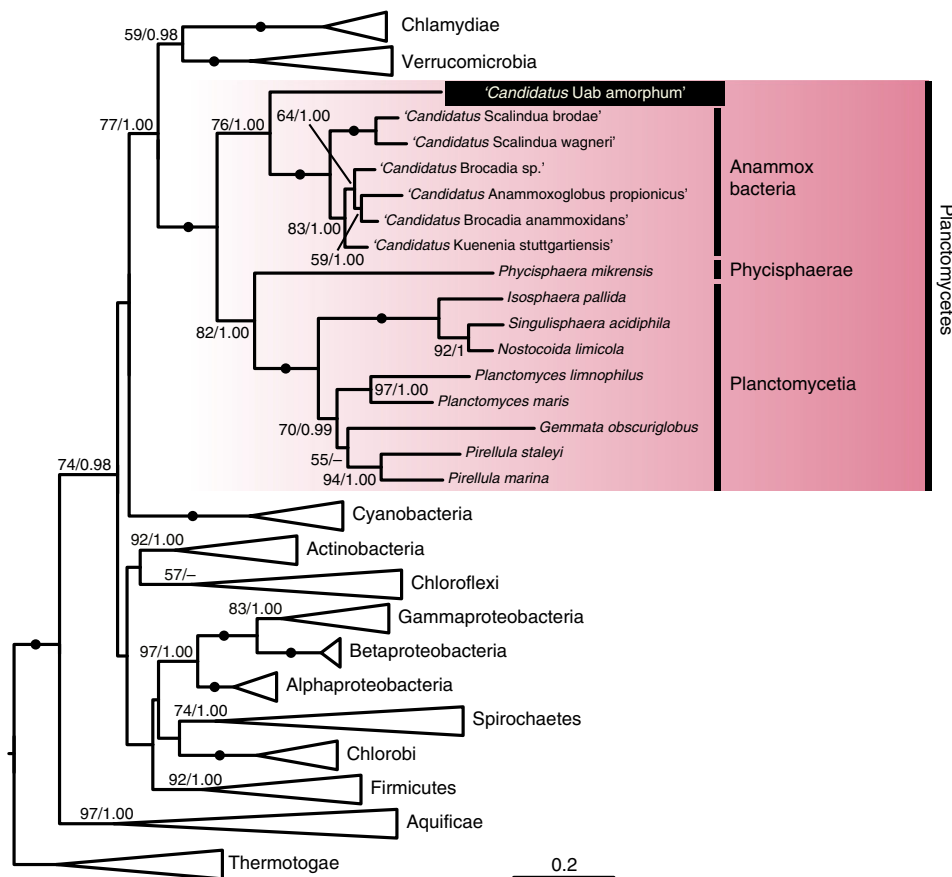 Chlamydiae
59/0.98
Verrucomicrobia
'Candidatus Uab amorphum'
77/1.00
76/1.00
64/1.00
'Candidatus Scalindua brodae'
'Candidatus Scalindua wagneri'
'Candidatus Brocadia sp.'
'Candidatus Anammoxoglobus propionicus'
'Candidatus Brocadia anammoxidans'
83/1.00
'Candidatus Kuenenia stuttgartiensis'
59/1.00
Anammox
bacteria
Planctomycetes
Phycisphaera mikrensis
Phycisphaerae
Isosphaera pallida
82/1.00
Singulisphaera acidiphila
92/1
Nostocoida limicola
Planctomyces limnophilus
97/1.00
Planctomyces maris
Planctomycetia
70/0.99
Gemmata obscuriglobus
55/–
Pirellula staleyi
94/1.00
Pirellula marina
74/0.98
Cyanobacteria
92/1.00
Actinobacteria
57/–
Chloroflexi
83/1.00
Gammaproteobacteria
97/1.00
Betaproteobacteria
Alphaproteobacteria
74/1.00
Spirochaetes
Chlorobi
92/1.00
Firmicutes
97/1.00
Aquificae
Thermotogae
0.2